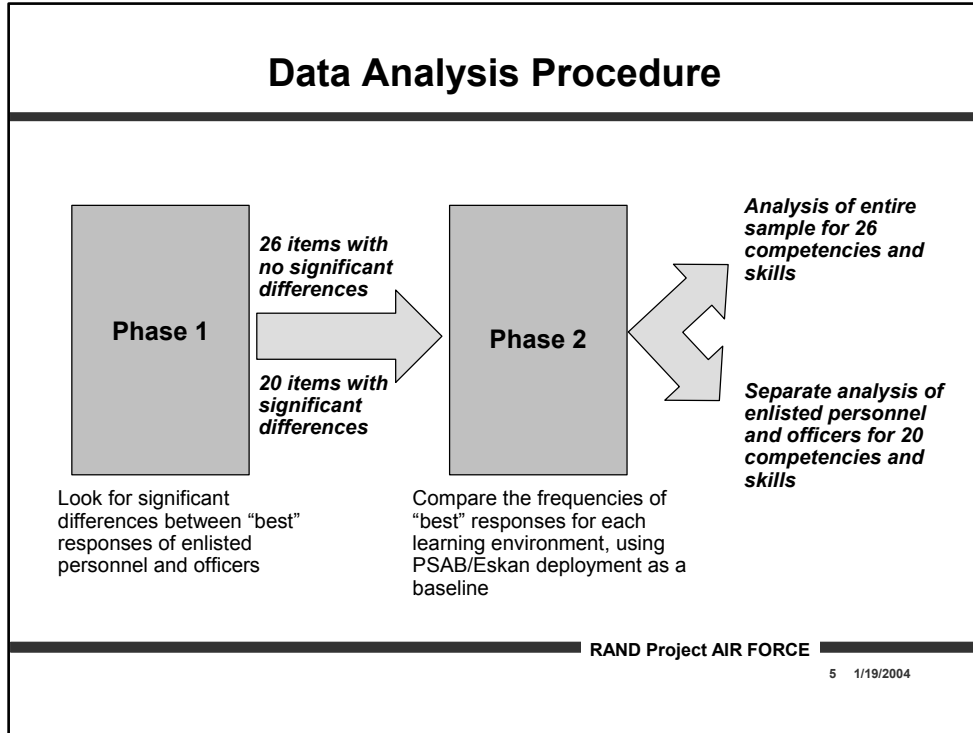 Data Analysis Procedure
Phase 1
26 items with
no significant
differences
20 items with
significant
differences
Look for significant
differences between “best”
responses of enlisted
personnel and officers
Phase 2
Compare the frequencies of
“best” responses for each
learning environment, using
PSAB/Eskan deployment as a
baseline
Analysis of entire
sample for 26
competencies and
skills
Separate analysis of
enlisted personnel
and officers for 20
competencies and
skills
RAND Project AIR FORCE
5 1/19/2004